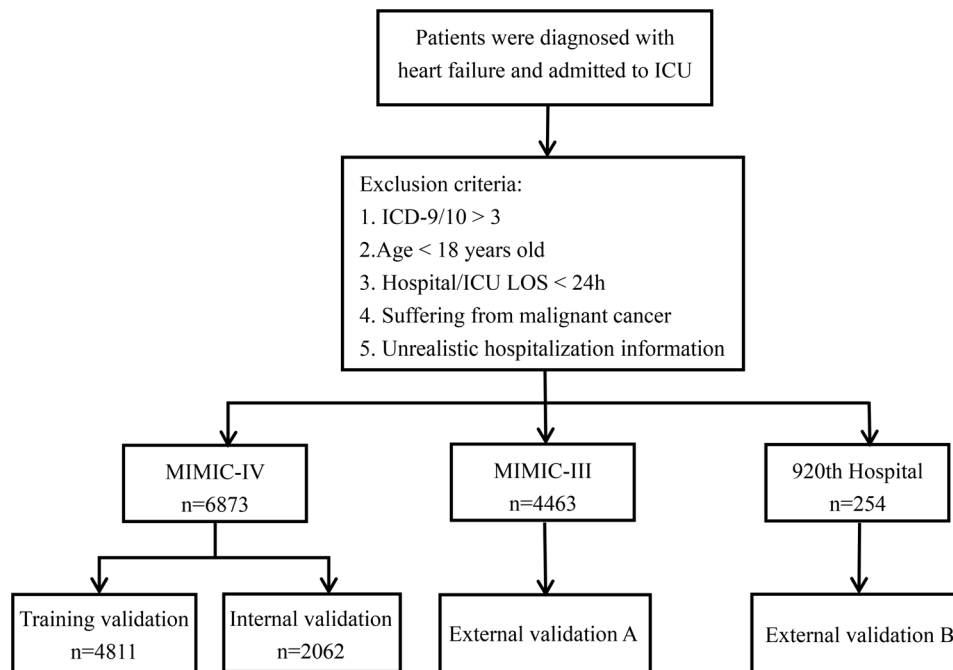 Patients were diagnosed with
heart failure and admitted to ICU
Exclusion criteria:
1. ICD-9/10 > 3
2.Age < 18 years old
3. Hospital/ICU LOS < 24h
4. Suffering from malignant cancer
5. Unrealistic hospitalization information
MIMIC-IV
n=6873
MIMIC-III
n=4463
920th Hospital
n=254
Training validation
n=4811
Internal validation
n=2062
External validation A
External validation B